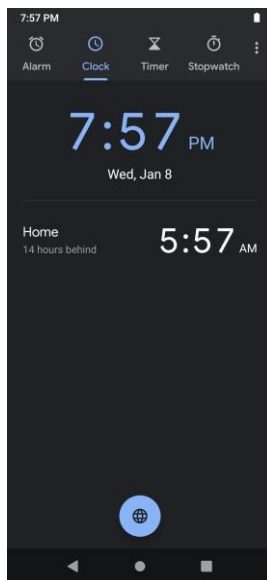 7:57 PM
Alarm Clock Timer Stopwatch
7:57 PM
Wed, Jan 8
Home
14 hours behind
5:57 AM